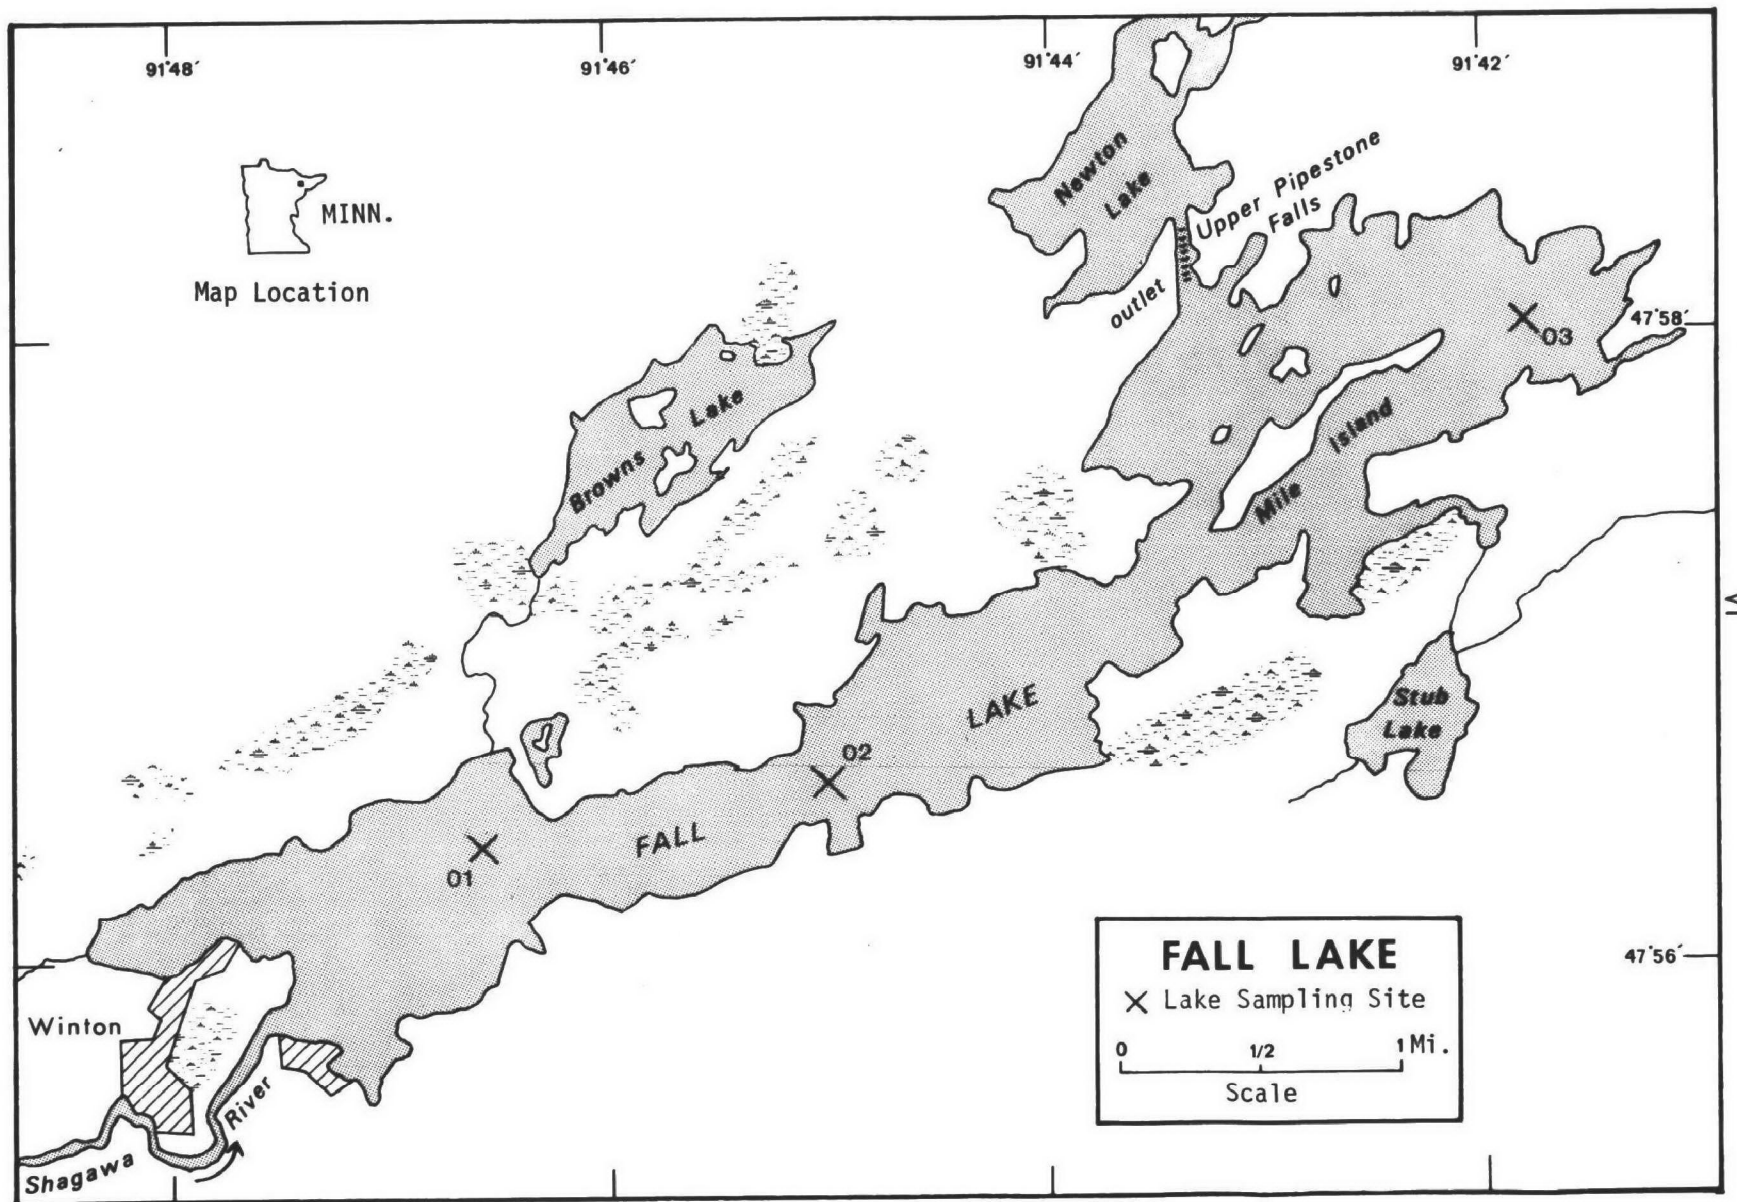 91°48′
91°46′
91°44′
91°42′
MINN.
Map Location
Newton
Lake
Upper Pipestone
Falls
outlet
47°58′
03
Browns Lake
Mile Island
Stub
Lake
LAKE
02
FALL
01
47°56′
Winton
River
Shagawa
FALL LAKE
X Lake Sampling Site
0 1/2 1 Mi.
Scale